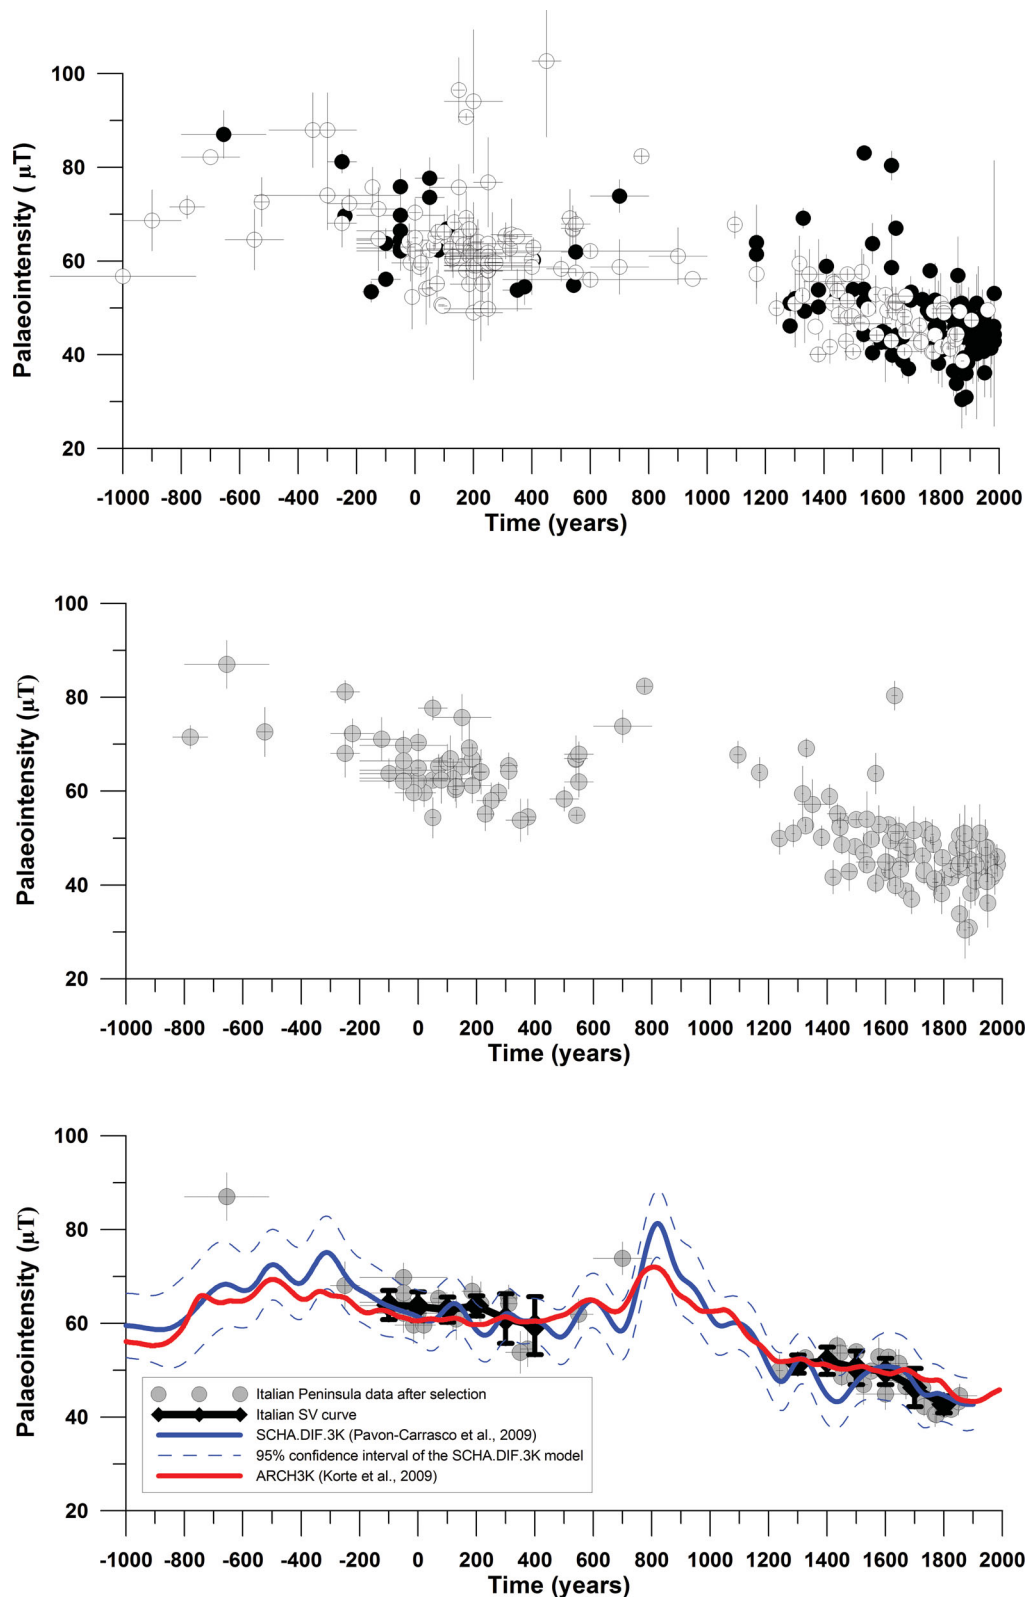 Palaeointensity ( μT)
100
80
60
40
20
-1000 -800 -600 -400 -200 0 200 400 600 800 1000 1200 1400 1600 1800 2000
Time (years)
Palaeointensity (μT)
100
80
60
40
20
-1000 -800 -600 -400 -200 0 200 400 600 800 1000 1200 1400 1600 1800 2000
Time (years)
Palaeointensity (μT)
100
80
60
40
20
Italian Peninsula data after selection
Italian SV curve
SCHA.DIF.3K (Pavon-Carrasco et al., 2009)
95% confidence interval of the SCHA.DIF.3K model
ARCH3K (Korte et al., 2009)
-1000 -800 -600 -400 -200 0 200 400 600 800 1000 1200 1400 1600 1800 2000
Time (years)